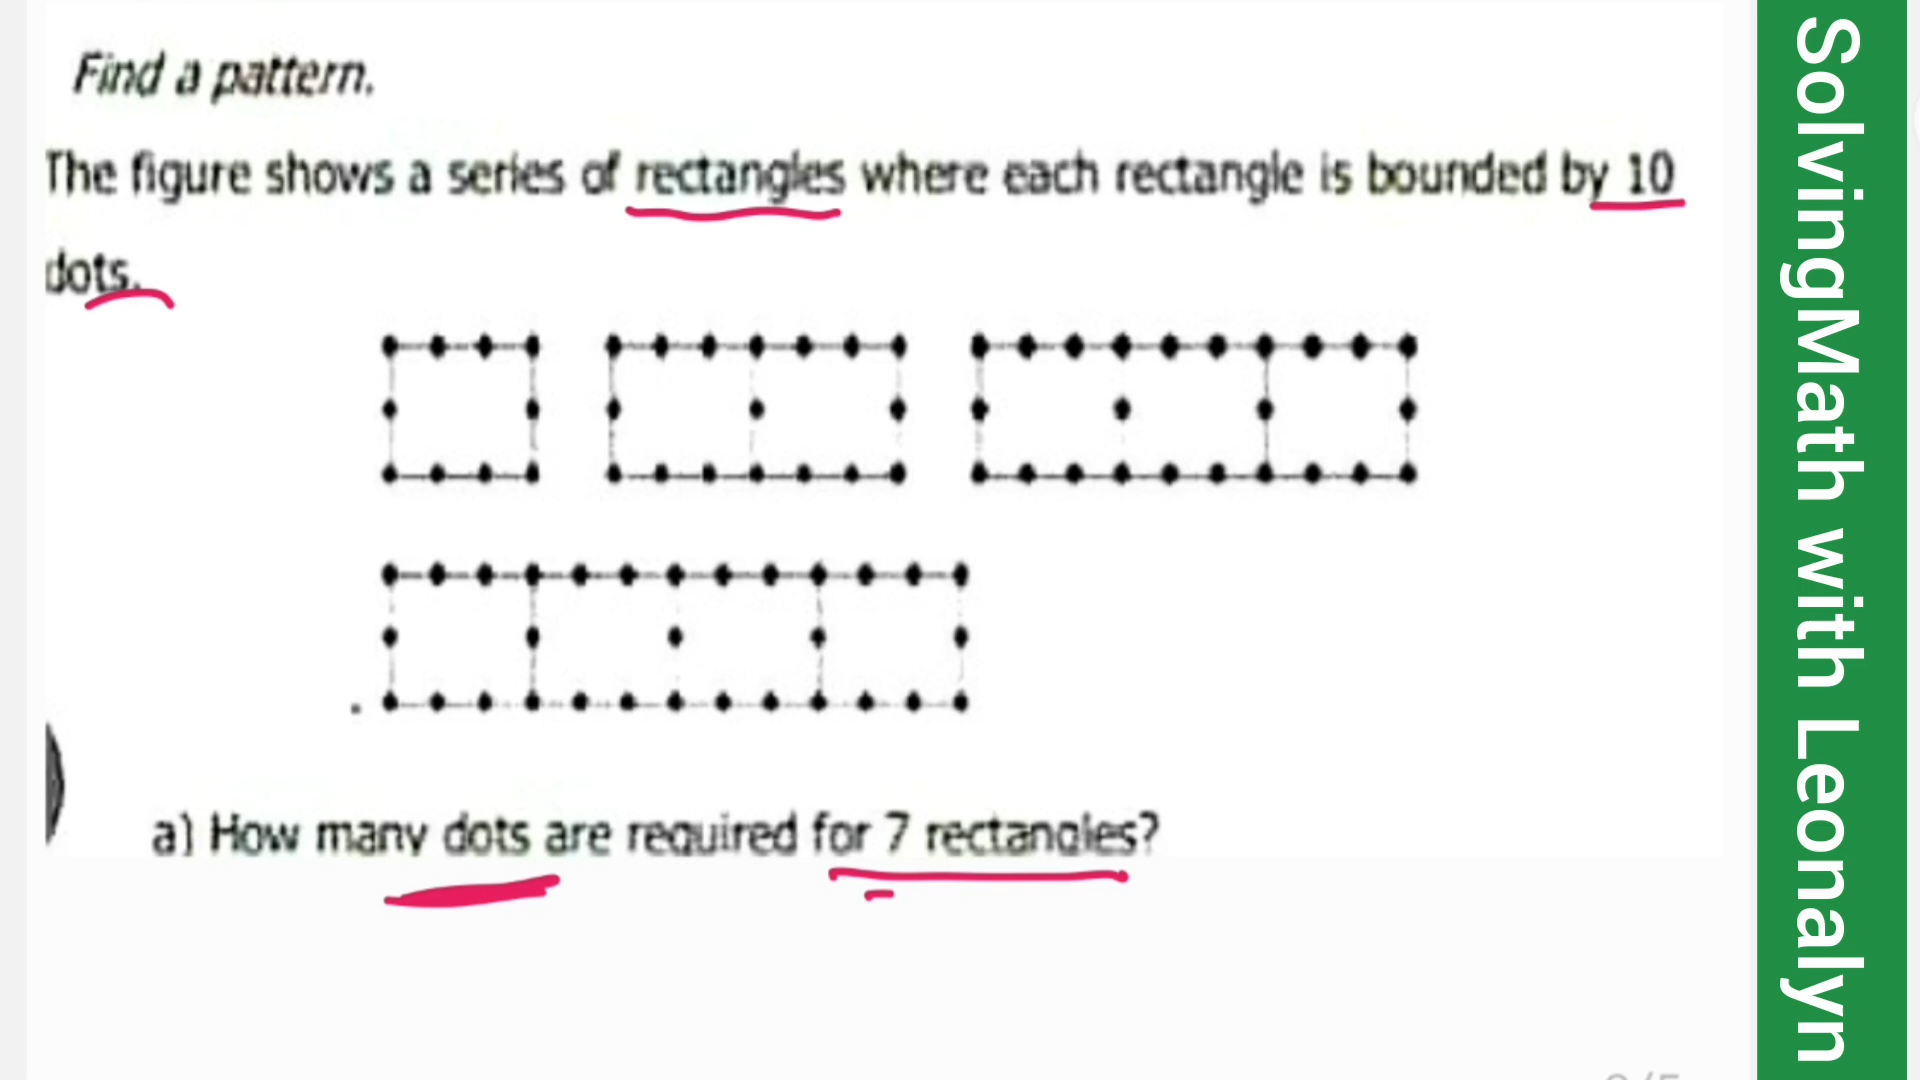 Find a pattern.
The figure shows a series of rectangles where each rectangle is bounded by 10
dots.
a) How many dots are required for 7 rectangles?
SolvingMath with Leonalyn